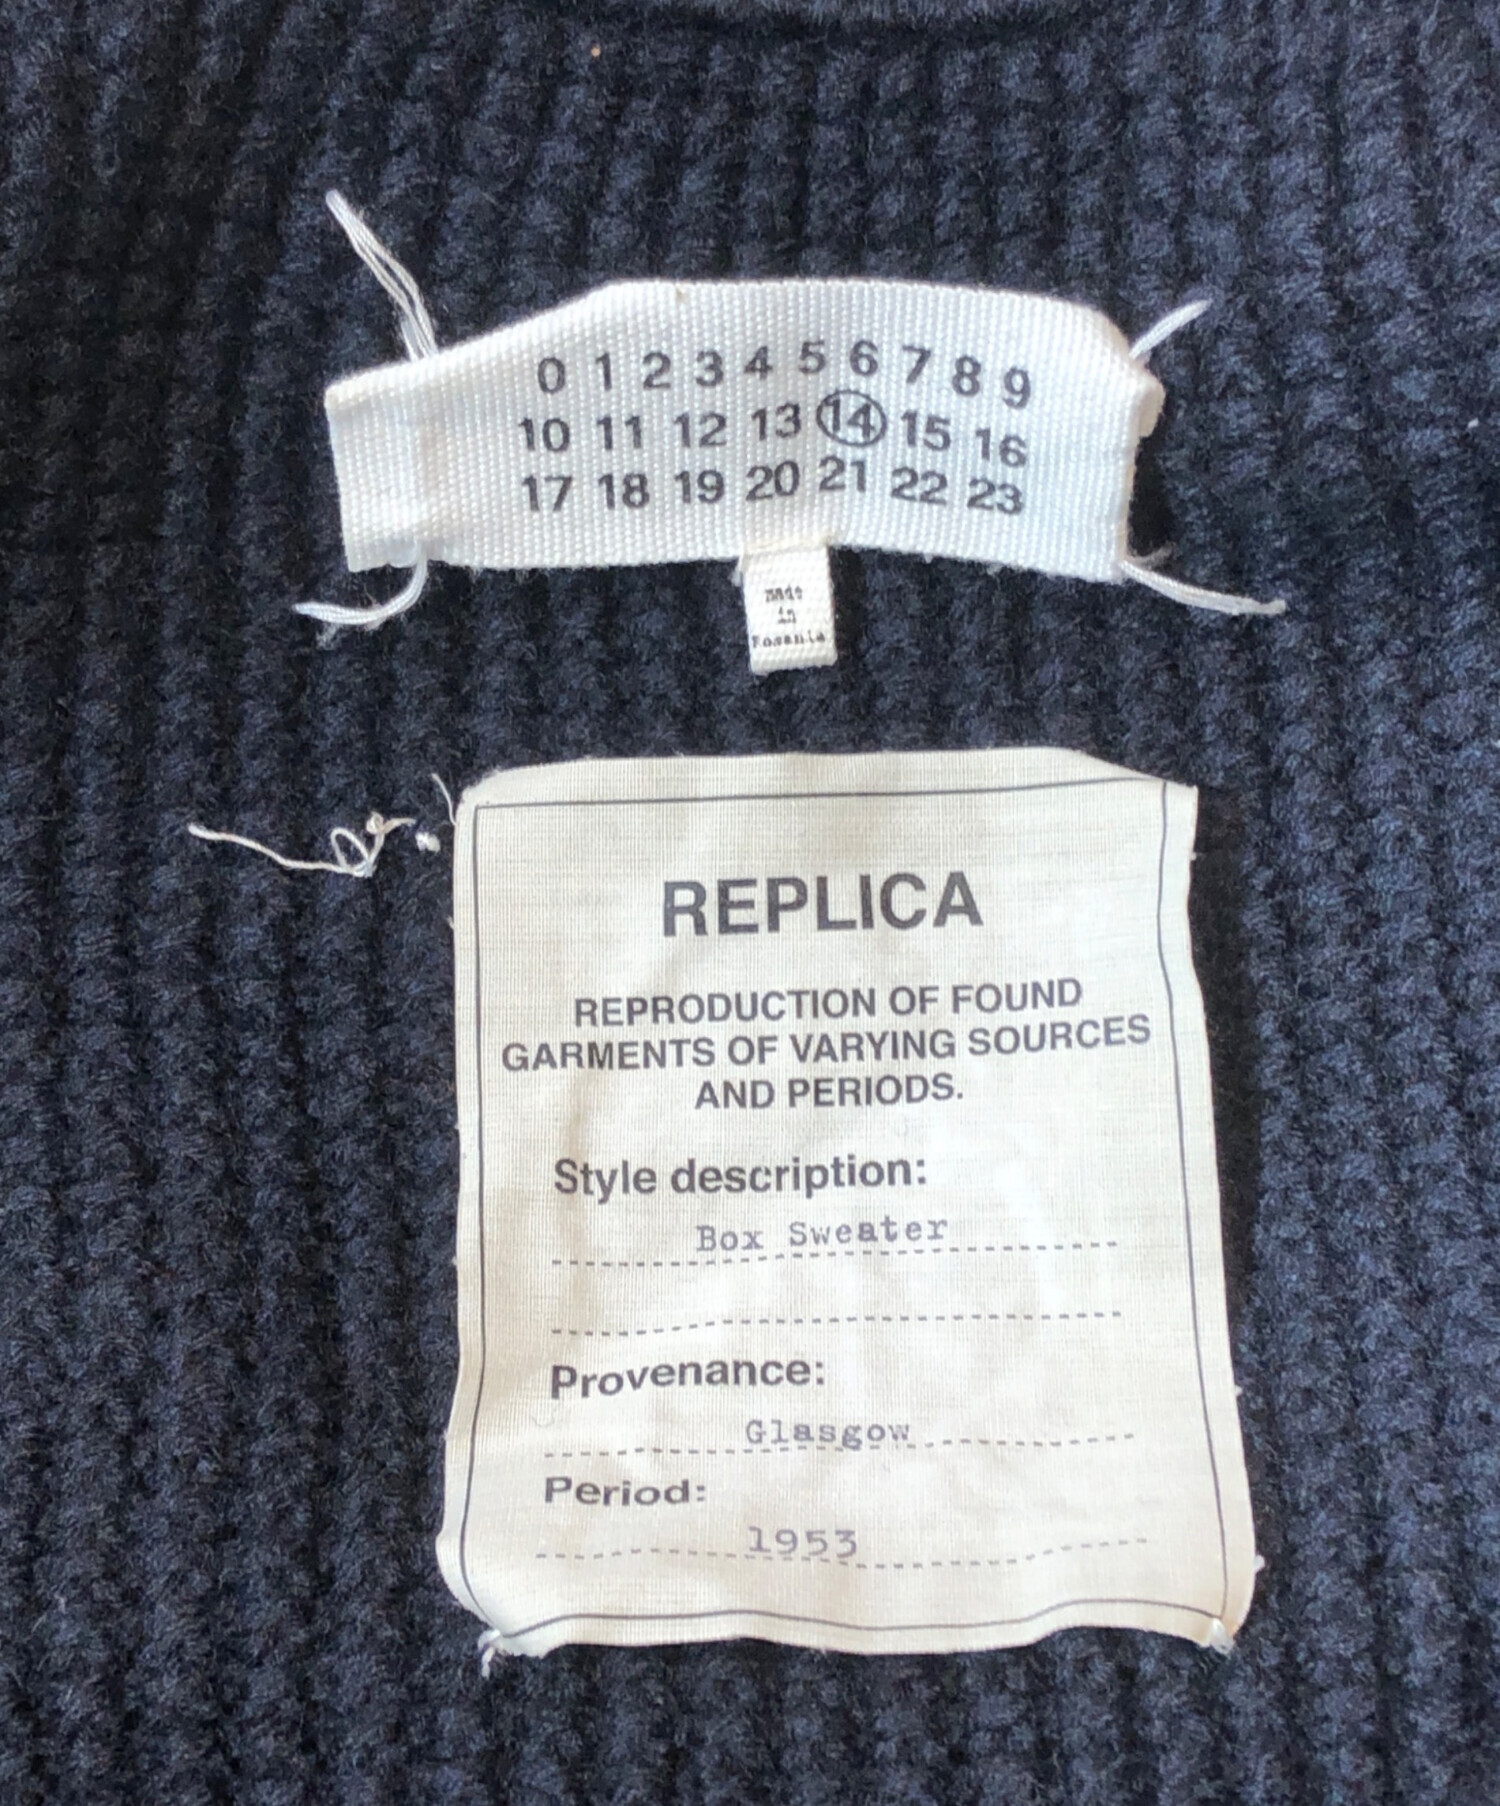 0 1 2 3 4 5 6 7 8 9
10 11 12 13 14 15 16
17 18 19 20 21 22 23
made
in
REPLICA
REPRODUCTION OF FOUND
GARMENTS OF VARYING SOURCES
AND PERIODS.
Style description:
Box Sweater
Provenance:
Glasgow
Period:
1953